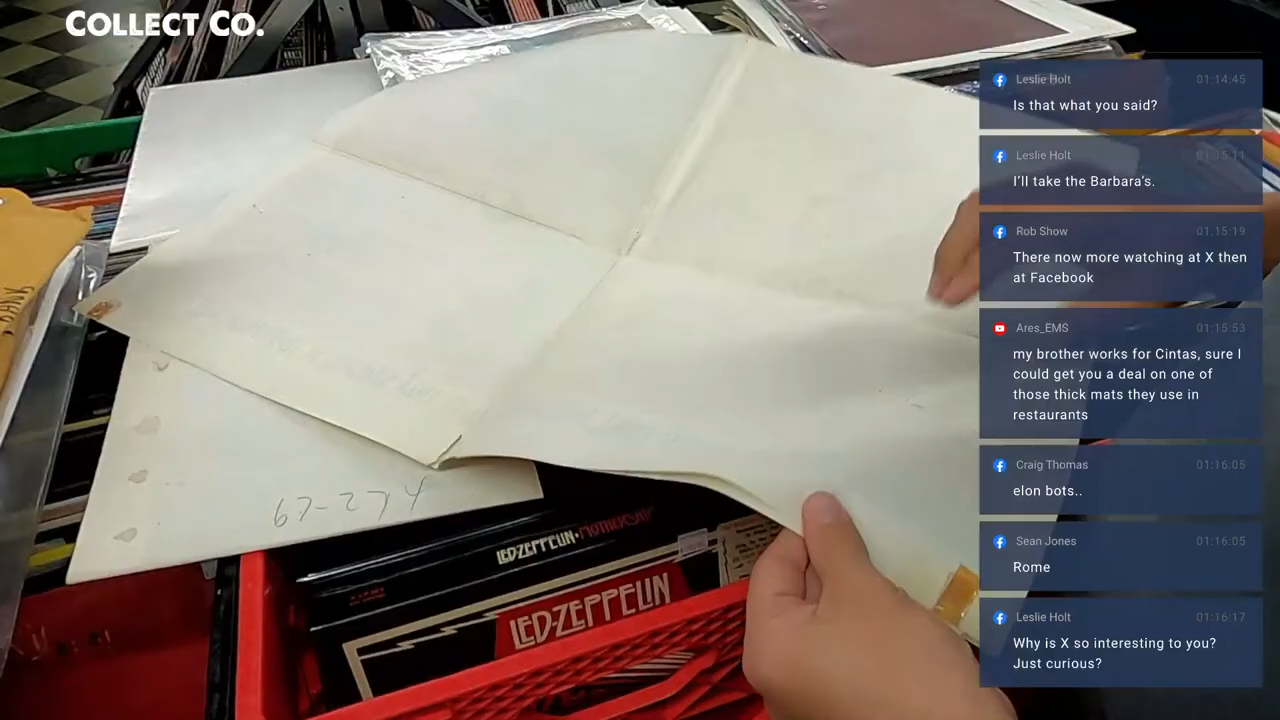 COLLECT CO.
Leslie Holt 01:14:45
Is that what you said?
Leslie Holt 01:15:11
I'll take the Barbara's.
Rob Show 01:15:19
There now more watching at X then
at Facebook
Ares_EMS 01:15:53
my brother works for Cintas, sure I
could get you a deal on one of
those thick mats they use in
restaurants
Craig Thomas 01:16:05
elon bots..
Sean Jones 01:16:05
Rome
Leslie Holt 01:16:17
Why is X so interesting to you?
Just curious?
67-274
LED ZEPPELIN · MOTHERSHIP
LED-ZEPPELIN